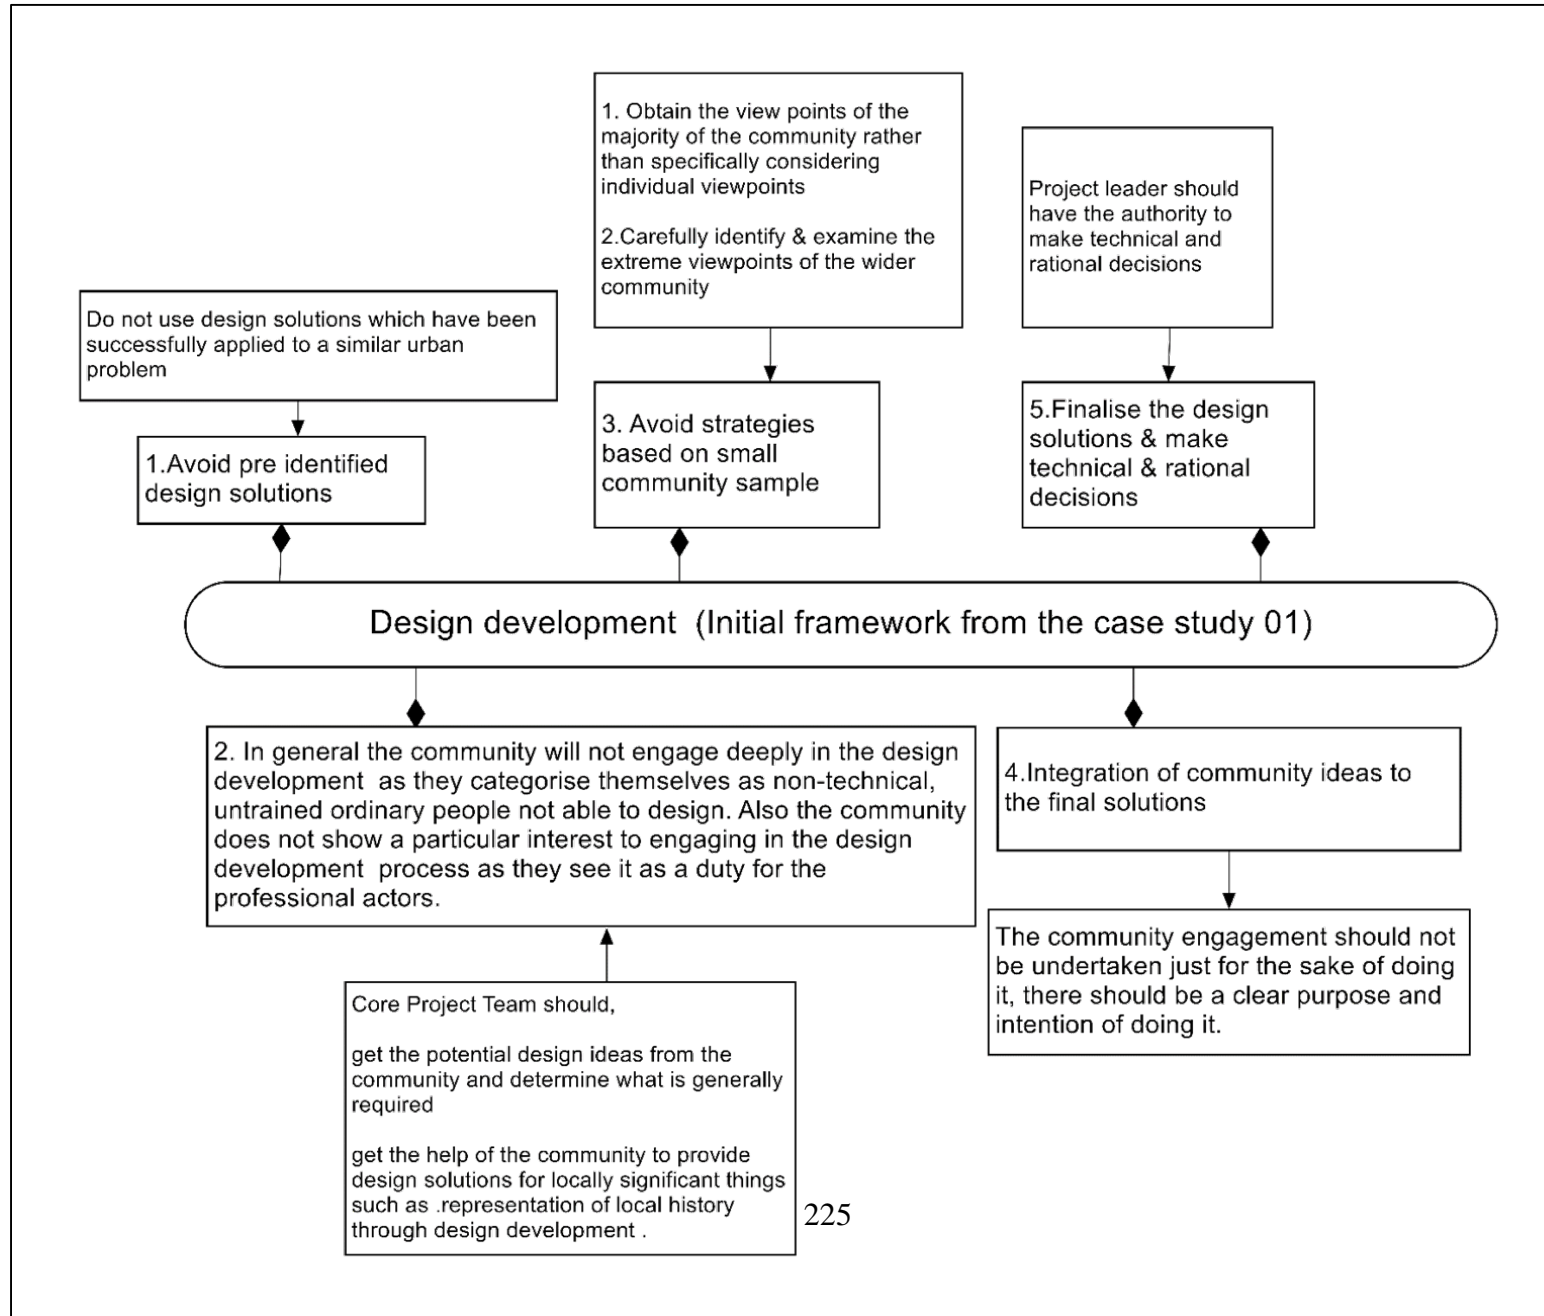 1. Obtain the view points of the
majority of the community rather
than specifically considering
individual viewpoints
2.Carefully identify & examine the
extreme viewpoints of the wider
community
Project leader should
have the authority to
make technical and
rational decisions
Do not use design solutions which have been
successfully applied to a similar urban
problem
1.Avoid pre identified
design solutions
3. Avoid strategies
based on small
community sample
5.Finalise the design
solutions & make
technical & rational
decisions
Design development (Initial framework from the case study 01)
2. In general the community will not engage deeply in the design
development as they categorise themselves as non-technical,
untrained ordinary people not able to design. Also the community
does not show a particular interest to engaging in the design
development process as they see it as a duty for the
professional actors.
4.Integration of community ideas to
the final solutions
The community engagement should not
be undertaken just for the sake of doing
it, there should be a clear purpose and
intention of doing it.
Core Project Team should,
get the potential design ideas from the
community and determine what is generally
required
get the help of the community to provide
design solutions for locally significant things
such as .representation of local history
through design development .
225